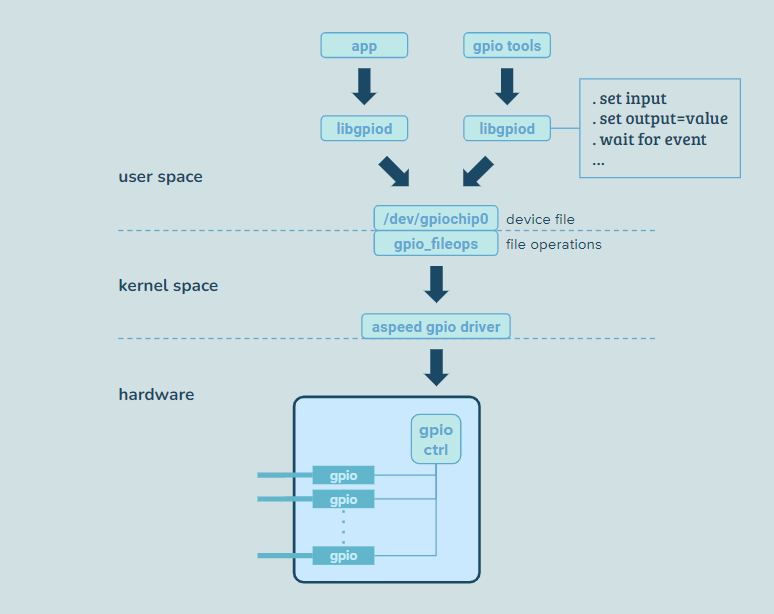 app
gpio tools
libgpiod
libgpiod
. set input
. set output=value
. wait for event
...
user space
/dev/gpiochip0
device file
gpio_fileops
file operations
kernel space
aspeed gpio driver
hardware
gpio
ctrl
gpio
gpio
gpio